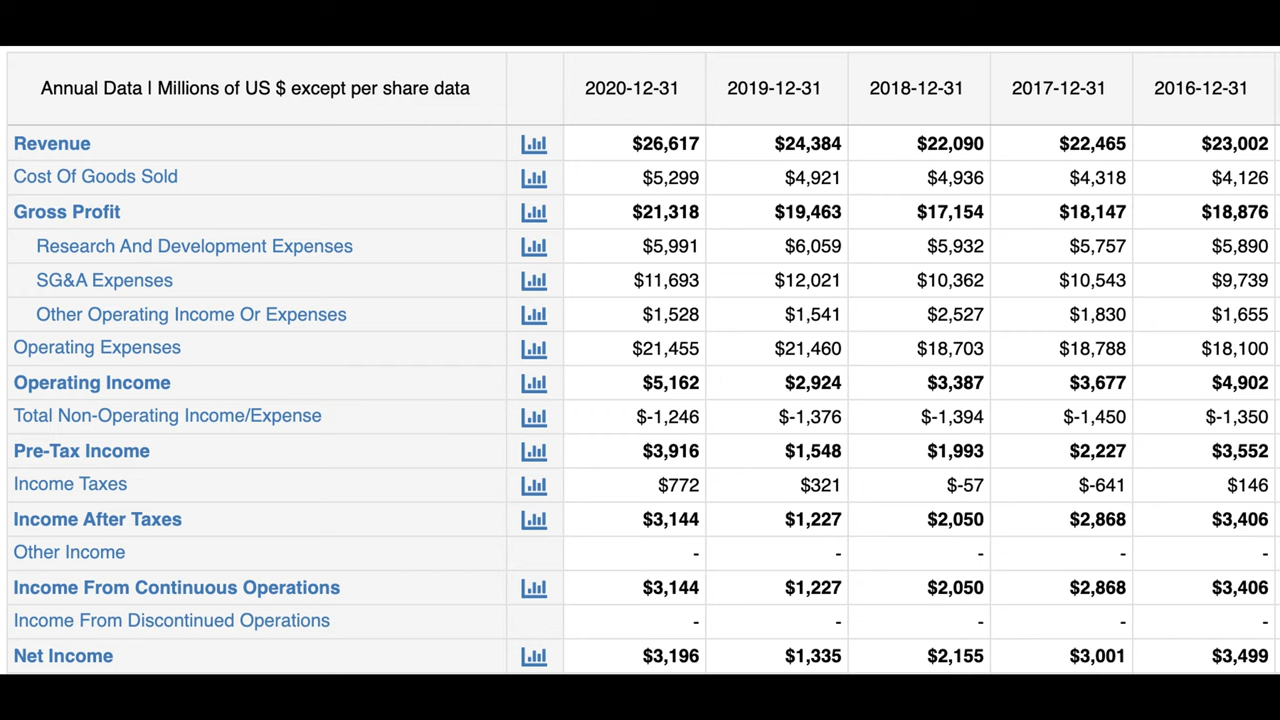 Annual Data | Millions of US $ except per share data 2020-12-31 2019-12-31 2018-12-31 2017-12-31 2016-12-31
Revenue $26,617 $24,384 $22,090 $22,465 $23,002
Cost Of Goods Sold $5,299 $4,921 $4,936 $4,318 $4,126
Gross Profit $21,318 $19,463 $17,154 $18,147 $18,876
Research And Development Expenses $5,991 $6,059 $5,932 $5,757 $5,890
SG&A Expenses $11,693 $12,021 $10,362 $10,543 $9,739
Other Operating Income Or Expenses $1,528 $1,541 $2,527 $1,830 $1,655
Operating Expenses $21,455 $21,460 $18,703 $18,788 $18,100
Operating Income $5,162 $2,924 $3,387 $3,677 $4,902
Total Non-Operating Income/Expense $-1,246 $-1,376 $-1,394 $-1,450 $-1,350
Pre-Tax Income $3,916 $1,548 $1,993 $2,227 $3,552
Income Taxes $772 $321 $-57 $-641 $146
Income After Taxes $3,144 $1,227 $2,050 $2,868 $3,406
Other Income - - - - -
Income From Continuous Operations $3,144 $1,227 $2,050 $2,868 $3,406
Income From Discontinued Operations - - - - -
Net Income $3,196 $1,335 $2,155 $3,001 $3,499